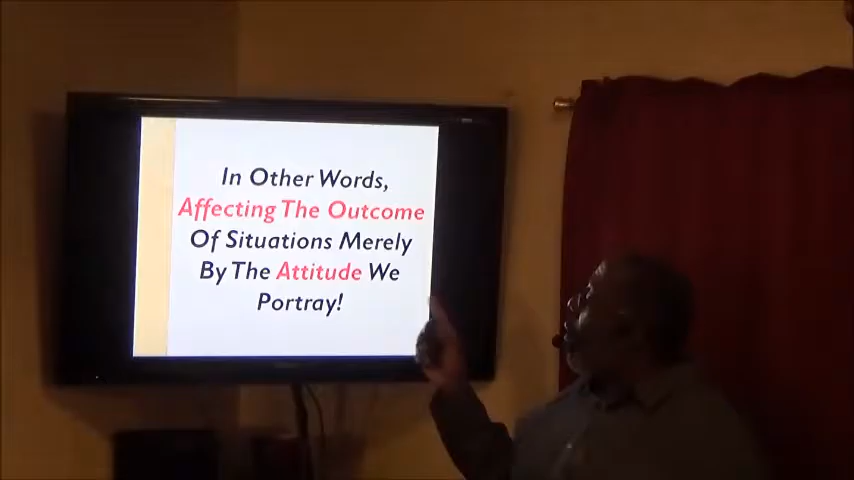 In Other Words,
Affecting The Outcome
Of Situations Merely
By The Attitude We
Portray!